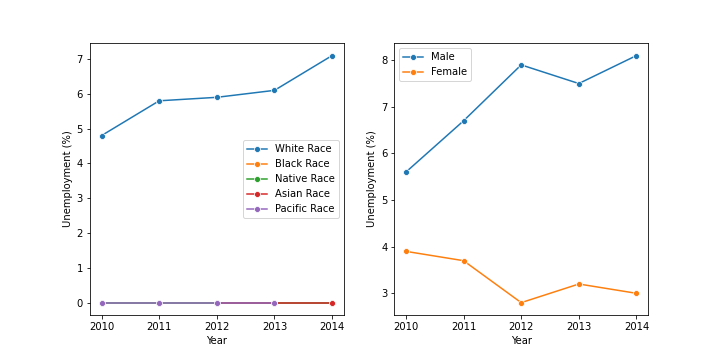 7
6
5
4
3
2
1
0
Unemployment (%)
White Race
Black Race
Native Race
Asian Race
Pacific Race
2010 2011 2012 2013 2014
Year
8
7
6
5
4
3
Unemployment (%)
Male
Female
2010 2011 2012 2013 2014
Year